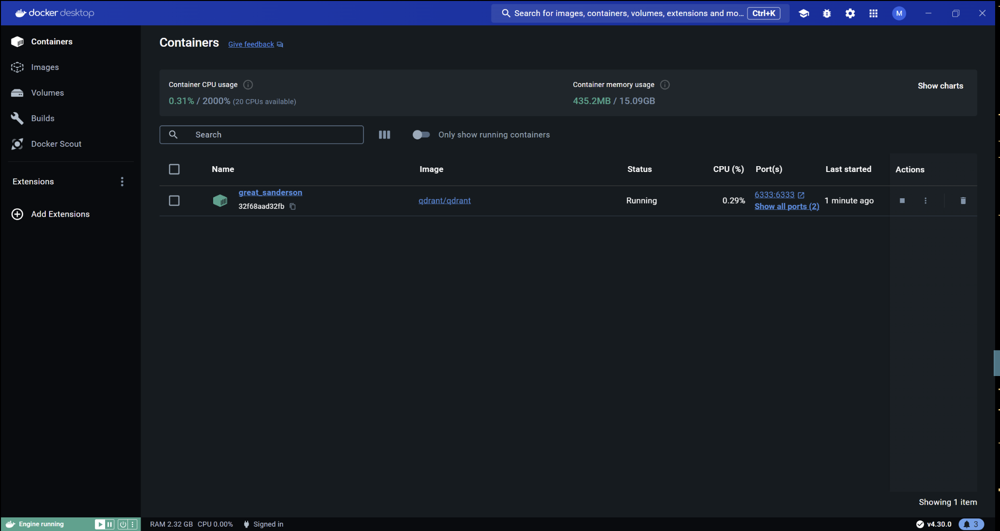 docker desktop
Search for images, containers, volumes, extensions and mo... Ctrl+K
M
Containers
Images
Volumes
Builds
Docker Scout
Extensions
Add Extensions
Containers Give feedback
Container CPU usage
0.31% / 2000% (20 CPUs available)
Container memory usage
435.2MB / 15.09GB
Show charts
Search
Only show running containers
Name Image Status CPU (%) Port(s) Last started Actions
great_sanderson
32f68aad32fb
qdrant/qdrant
Running
0.29%
6333:6333
Show all ports (2)
1 minute ago
Showing 1 item
Engine running
RAM 2.32 GB CPU 0.00% Signed in
v4.30.0
3